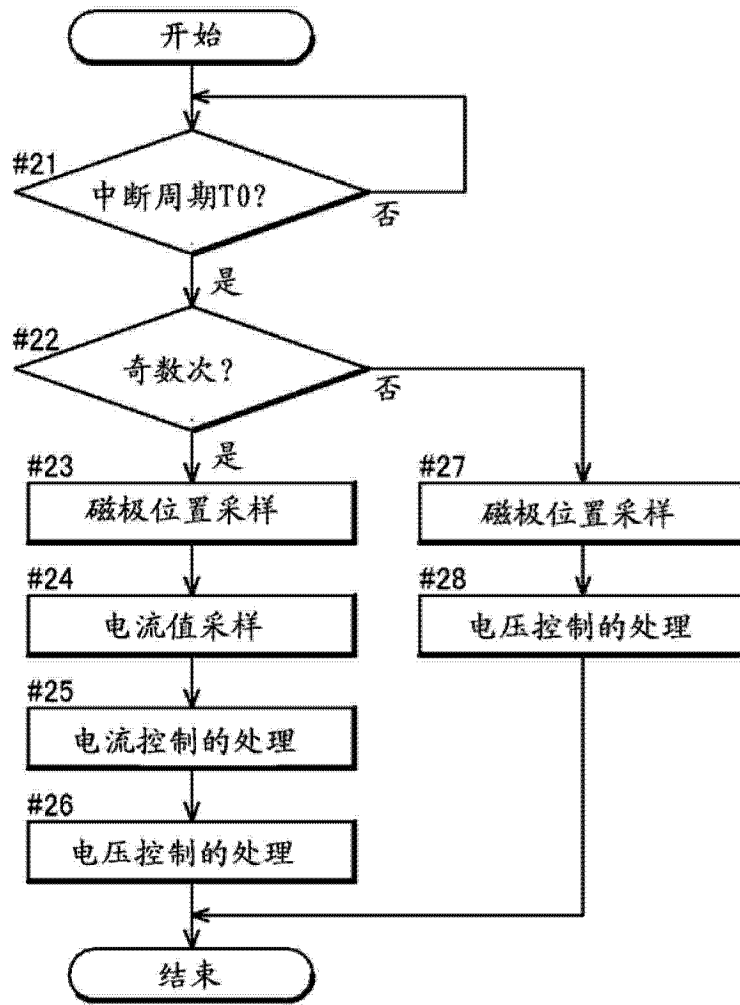 开始
#21
中断周期T0?
否
是
#22
奇数次?
否
是
#23
磁极位置采样
#24
电流值采样
#25
电流控制的处理
#26
电压控制的处理
#27
磁极位置采样
#28
电压控制的处理
结束